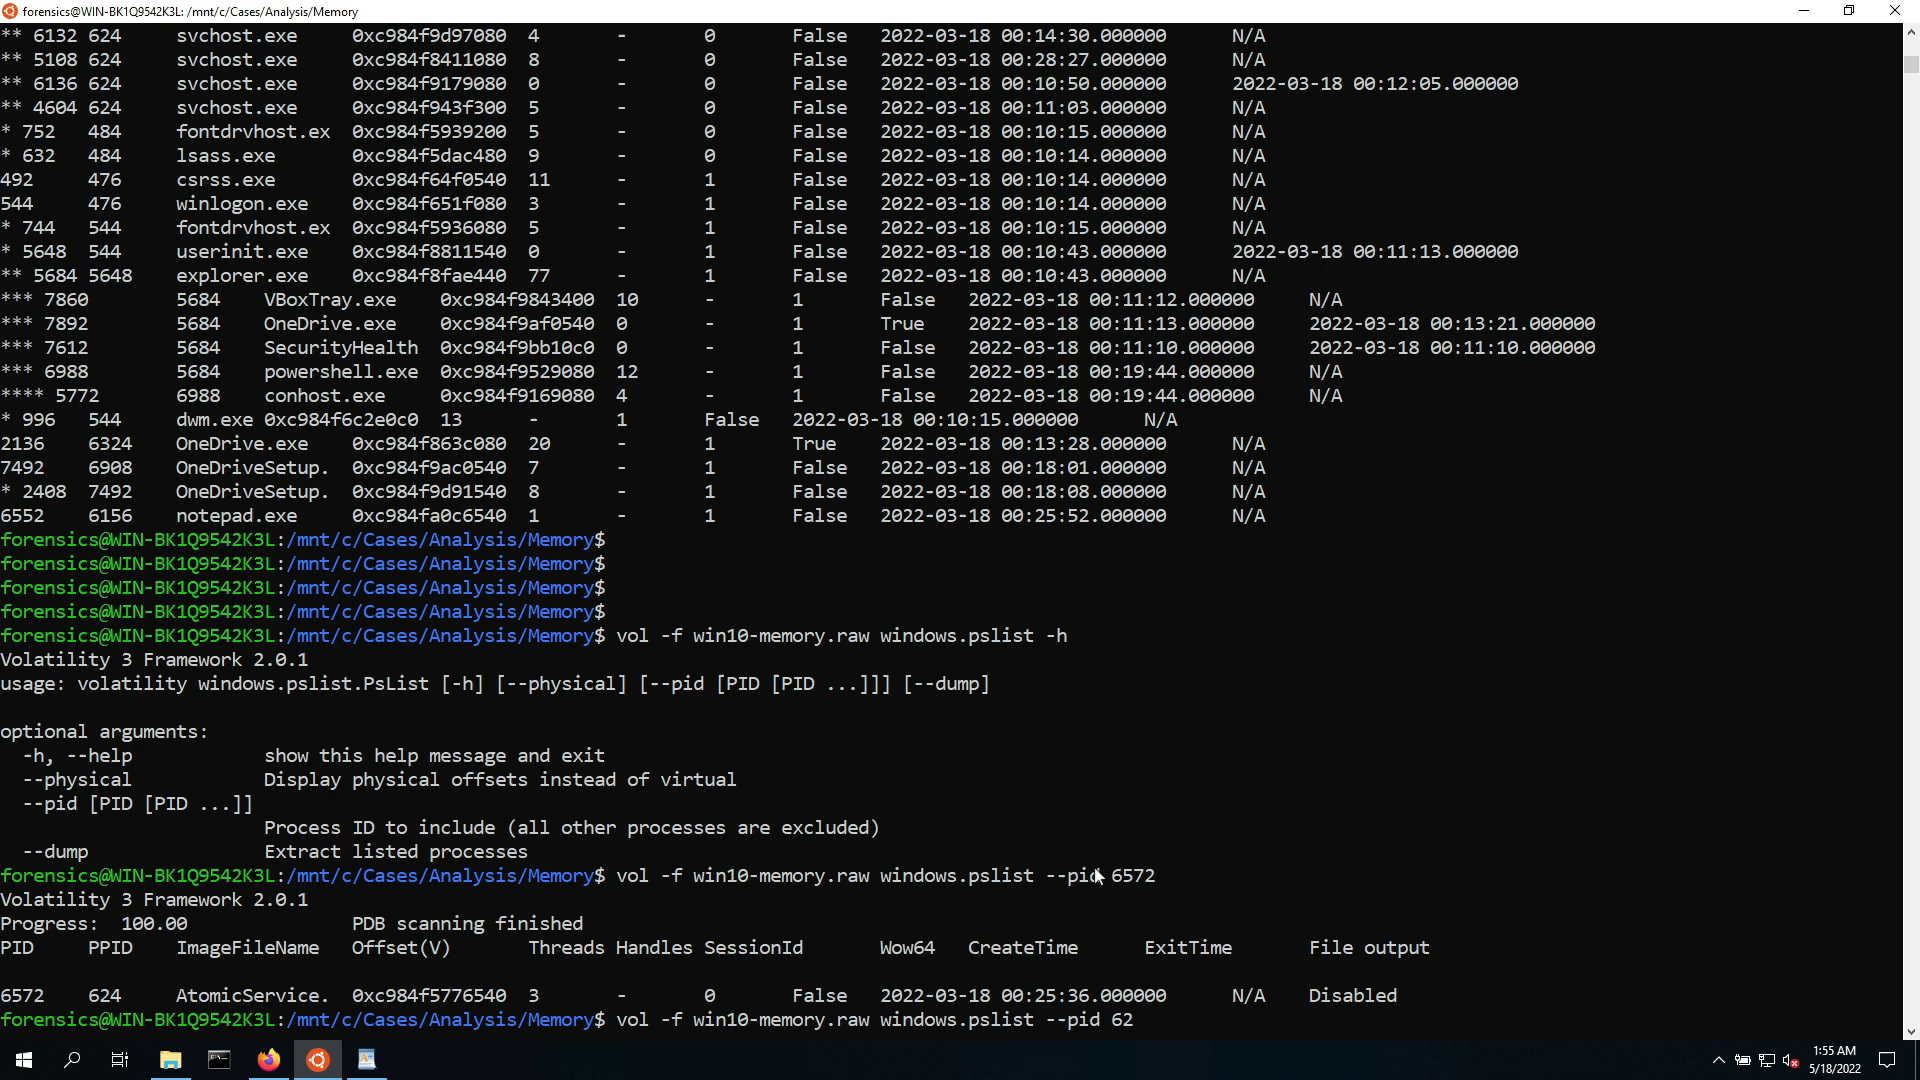 forensics@WIN-BK1Q9542K3L: /mnt/c/Cases/Analysis/Memory
** 6132 624 svchost.exe 0xc984f9d97080 4 - 0 False 2022-03-18 00:14:30.000000 N/A
** 5108 624 svchost.exe 0xc984f8411080 8 - 0 False 2022-03-18 00:28:27.000000 N/A
** 6136 624 svchost.exe 0xc984f9179080 0 - 0 False 2022-03-18 00:10:50.000000 2022-03-18 00:12:05.000000
** 4604 624 svchost.exe 0xc984f943f300 5 - 0 False 2022-03-18 00:11:03.000000 N/A
* 752 484 fontdrvhost.ex 0xc984f5939200 5 - 0 False 2022-03-18 00:10:15.000000 N/A
* 632 484 lsass.exe 0xc984f5dac480 9 - 0 False 2022-03-18 00:10:14.000000 N/A
492 476 csrss.exe 0xc984f64f0540 11 - 1 False 2022-03-18 00:10:14.000000 N/A
544 476 winlogon.exe 0xc984f651f080 3 - 1 False 2022-03-18 00:10:14.000000 N/A
* 744 544 fontdrvhost.ex 0xc984f5936080 5 - 1 False 2022-03-18 00:10:15.000000 N/A
* 5648 544 userinit.exe 0xc984f8811540 0 - 1 False 2022-03-18 00:10:43.000000 2022-03-18 00:11:13.000000
** 5684 5648 explorer.exe 0xc984f8fae440 77 - 1 False 2022-03-18 00:10:43.000000 N/A
*** 7860 5684 VBoxTray.exe 0xc984f9843400 10 - 1 False 2022-03-18 00:11:12.000000 N/A
*** 7892 5684 OneDrive.exe 0xc984f9af0540 0 - 1 True 2022-03-18 00:11:13.000000 2022-03-18 00:13:21.000000
*** 7612 5684 SecurityHealth 0xc984f9bb10c0 0 - 1 False 2022-03-18 00:11:10.000000 2022-03-18 00:11:10.000000
*** 6988 5684 powershell.exe 0xc984f9529080 12 - 1 False 2022-03-18 00:19:44.000000 N/A
**** 5772 6988 conhost.exe 0xc984f9169080 4 - 1 False 2022-03-18 00:19:44.000000 N/A
* 996 544 dwm.exe 0xc984f6c2e0c0 13 - 1 False 2022-03-18 00:10:15.000000 N/A
2136 6324 OneDrive.exe 0xc984f863c080 20 - 1 True 2022-03-18 00:13:28.000000 N/A
7492 6908 OneDriveSetup. 0xc984f9ac0540 7 - 1 False 2022-03-18 00:18:01.000000 N/A
* 2408 7492 OneDriveSetup. 0xc984f9d91540 8 - 1 False 2022-03-18 00:18:08.000000 N/A
6552 6156 notepad.exe 0xc984fa0c6540 1 - 1 False 2022-03-18 00:25:52.000000 N/A
forensics@WIN-BK1Q9542K3L:/mnt/c/Cases/Analysis/Memory$
forensics@WIN-BK1Q9542K3L:/mnt/c/Cases/Analysis/Memory$
forensics@WIN-BK1Q9542K3L:/mnt/c/Cases/Analysis/Memory$
forensics@WIN-BK1Q9542K3L:/mnt/c/Cases/Analysis/Memory$
forensics@WIN-BK1Q9542K3L:/mnt/c/Cases/Analysis/Memory$ vol -f win10-memory.raw windows.pslist -h
Volatility 3 Framework 2.0.1
usage: volatility windows.pslist.PsList [-h] [--physical] [--pid [PID [PID ...]]] [--dump]
optional arguments:
-h, --help show this help message and exit
--physical Display physical offsets instead of virtual
--pid [PID [PID ...]]
Process ID to include (all other processes are excluded)
--dump Extract listed processes
forensics@WIN-BK1Q9542K3L:/mnt/c/Cases/Analysis/Memory$ vol -f win10-memory.raw windows.pslist --pid 6572
Volatility 3 Framework 2.0.1
Progress: 100.00 PDB scanning finished
PID PPID ImageFileName Offset(V) Threads Handles SessionId Wow64 CreateTime ExitTime File output
6572 624 AtomicService. 0xc984f5776540 3 - 0 False 2022-03-18 00:25:36.000000 N/A Disabled
forensics@WIN-BK1Q9542K3L:/mnt/c/Cases/Analysis/Memory$ vol -f win10-memory.raw windows.pslist --pid 62
1:55 AM
5/18/2022